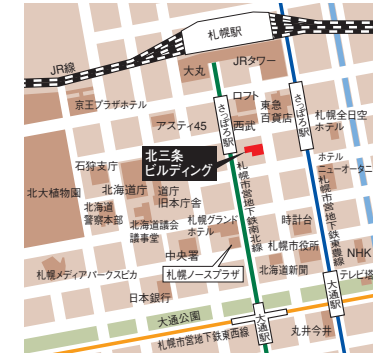 札幌駅
JR線
JRタワー
大丸
京王プラザホテル
ロフト
さっぽろ駅
さっぽろ駅
東急
百貨店
アスティ45
西武
札幌全日空
ホテル
北三条
ビルディング
石狩支庁
ホテル
ニューオータニ
北大植物園
北海道庁
道庁
旧本庁舎
札幌市営地下鉄南北線
札幌市営地下鉄東豊線
北海道
警察本部
北海道議会
議事堂
札幌グランド
ホテル
時計台
中央署
札幌市役所
NHK
札幌メディアパークスピカ
札幌ノースプラザ
北海道新聞
テレビ塔
日本銀行
大通駅
大通公園
大通駅
札幌市営地下鉄東西線
丸井今井